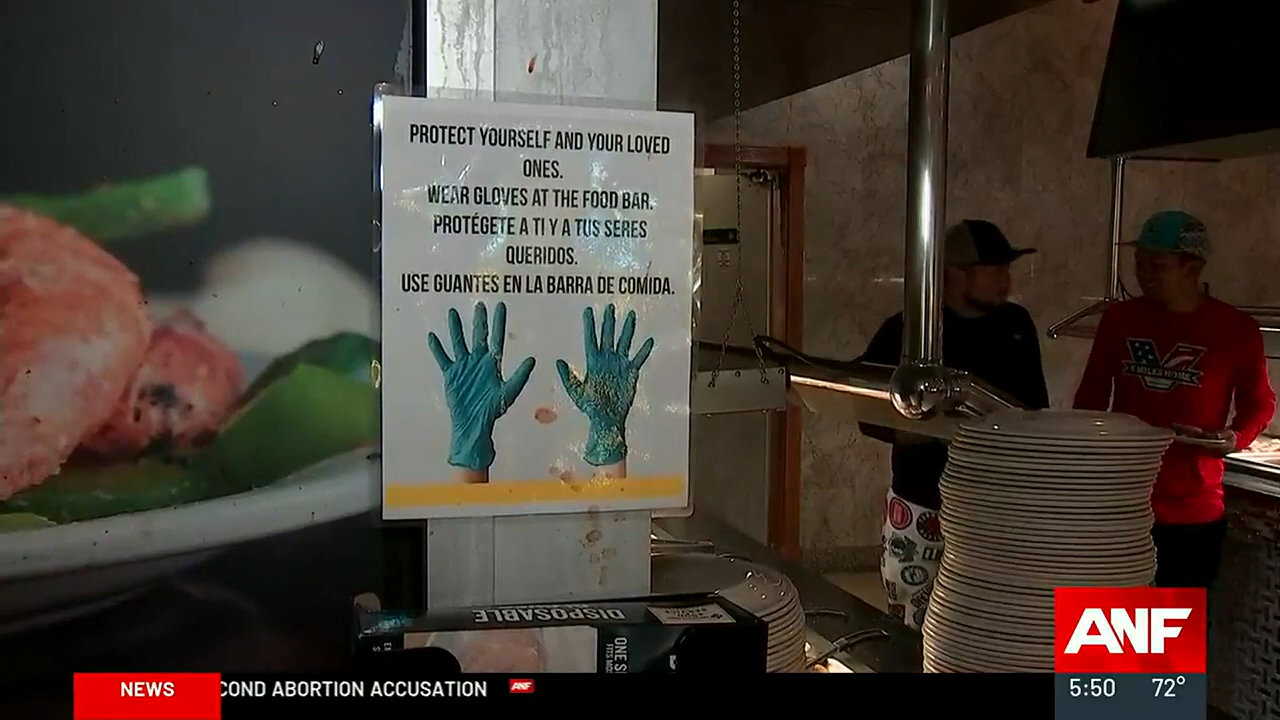 PROTECT YOURSELF AND YOUR LOVED
ONES.
WEAR GLOVES AT THE FOOD BAR.
PROTÉGETE A TI Y A TUS SERES
QUERIDOS.
USE GUANTES EN LA BARRA DE COMIDA.
DISPOSABLE
ANF
5:50 72°
NEWS COND ABORTION ACCUSATION ANF